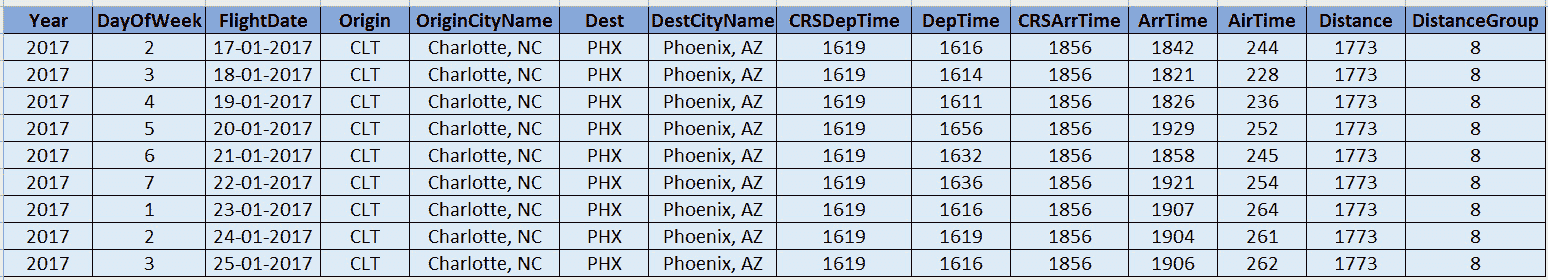 Year DayOfWeek FlightDate Origin OriginCityName Dest DestCityName CRSDepTime DepTime CRSArrTime ArrTime AirTime Distance DistanceGroup
2017 2 17-01-2017 CLT Charlotte, NC PHX Phoenix, AZ 1619 1616 1856 1842 244 1773 8
2017 3 18-01-2017 CLT Charlotte, NC PHX Phoenix, AZ 1619 1614 1856 1821 228 1773 8
2017 4 19-01-2017 CLT Charlotte, NC PHX Phoenix, AZ 1619 1611 1856 1826 236 1773 8
2017 5 20-01-2017 CLT Charlotte, NC PHX Phoenix, AZ 1619 1656 1856 1929 252 1773 8
2017 6 21-01-2017 CLT Charlotte, NC PHX Phoenix, AZ 1619 1632 1856 1858 245 1773 8
2017 7 22-01-2017 CLT Charlotte, NC PHX Phoenix, AZ 1619 1636 1856 1921 254 1773 8
2017 1 23-01-2017 CLT Charlotte, NC PHX Phoenix, AZ 1619 1616 1856 1907 264 1773 8
2017 2 24-01-2017 CLT Charlotte, NC PHX Phoenix, AZ 1619 1619 1856 1904 261 1773 8
2017 3 25-01-2017 CLT Charlotte, NC PHX Phoenix, AZ 1619 1616 1856 1906 262 1773 8